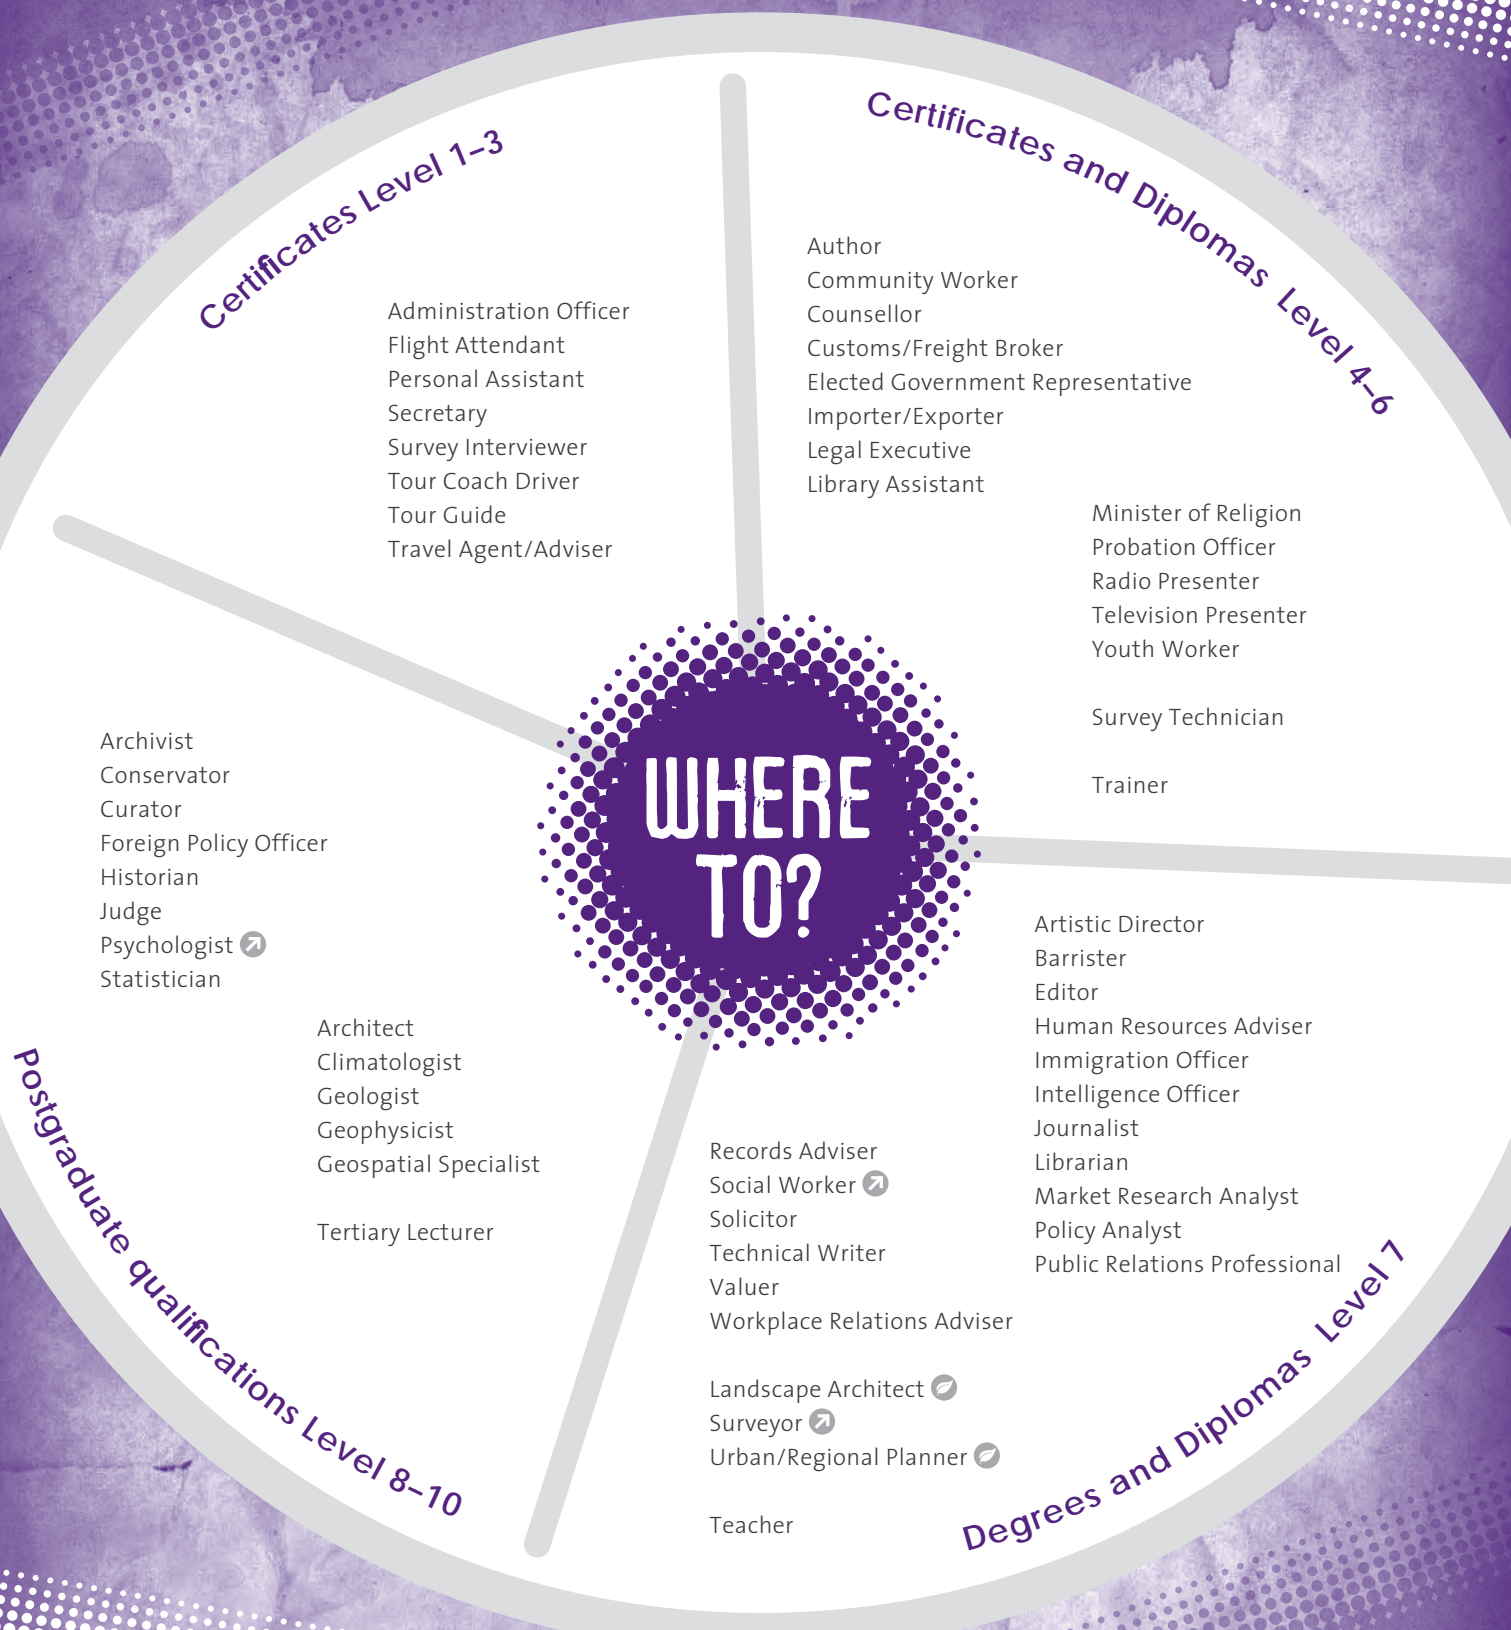 Certificates Level 1–3
Administration Officer
Flight Attendant
Personal Assistant
Secretary
Survey Interviewer
Tour Coach Driver
Tour Guide
Travel Agent/Adviser
Certificates and Diplomas Level 4–6
Author
Community Worker
Counsellor
Customs/Freight Broker
Elected Government Representative
Importer/Exporter
Legal Executive
Library Assistant
Minister of Religion
Probation Officer
Radio Presenter
Television Presenter
Youth Worker
Survey Technician
Trainer
WHERE
TO?
Archivist
Conservator
Curator
Foreign Policy Officer
Historian
Judge
Psychologist
Statistician
Architect
Climatologist
Geologist
Geophysicist
Geospatial Specialist
Tertiary Lecturer
Postgraduate qualifications Level 8–10
Artistic Director
Barrister
Editor
Human Resources Adviser
Immigration Officer
Intelligence Officer
Journalist
Librarian
Market Research Analyst
Policy Analyst
Public Relations Professional
Records Adviser
Social Worker
Solicitor
Technical Writer
Valuer
Workplace Relations Adviser
Landscape Architect
Surveyor
Urban/Regional Planner
Teacher
Degrees and Diplomas Level 7